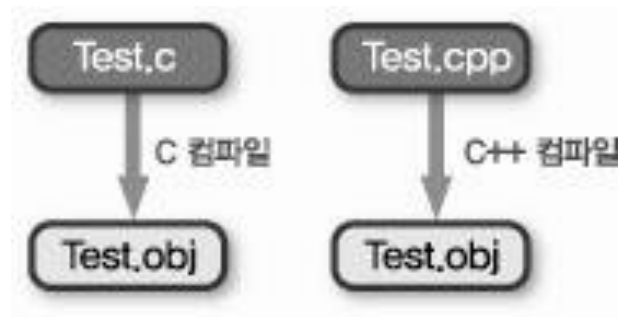 Test.c
Test.cpp
C 컴파일
C++ 컴파일
Test.obj
Test.obj